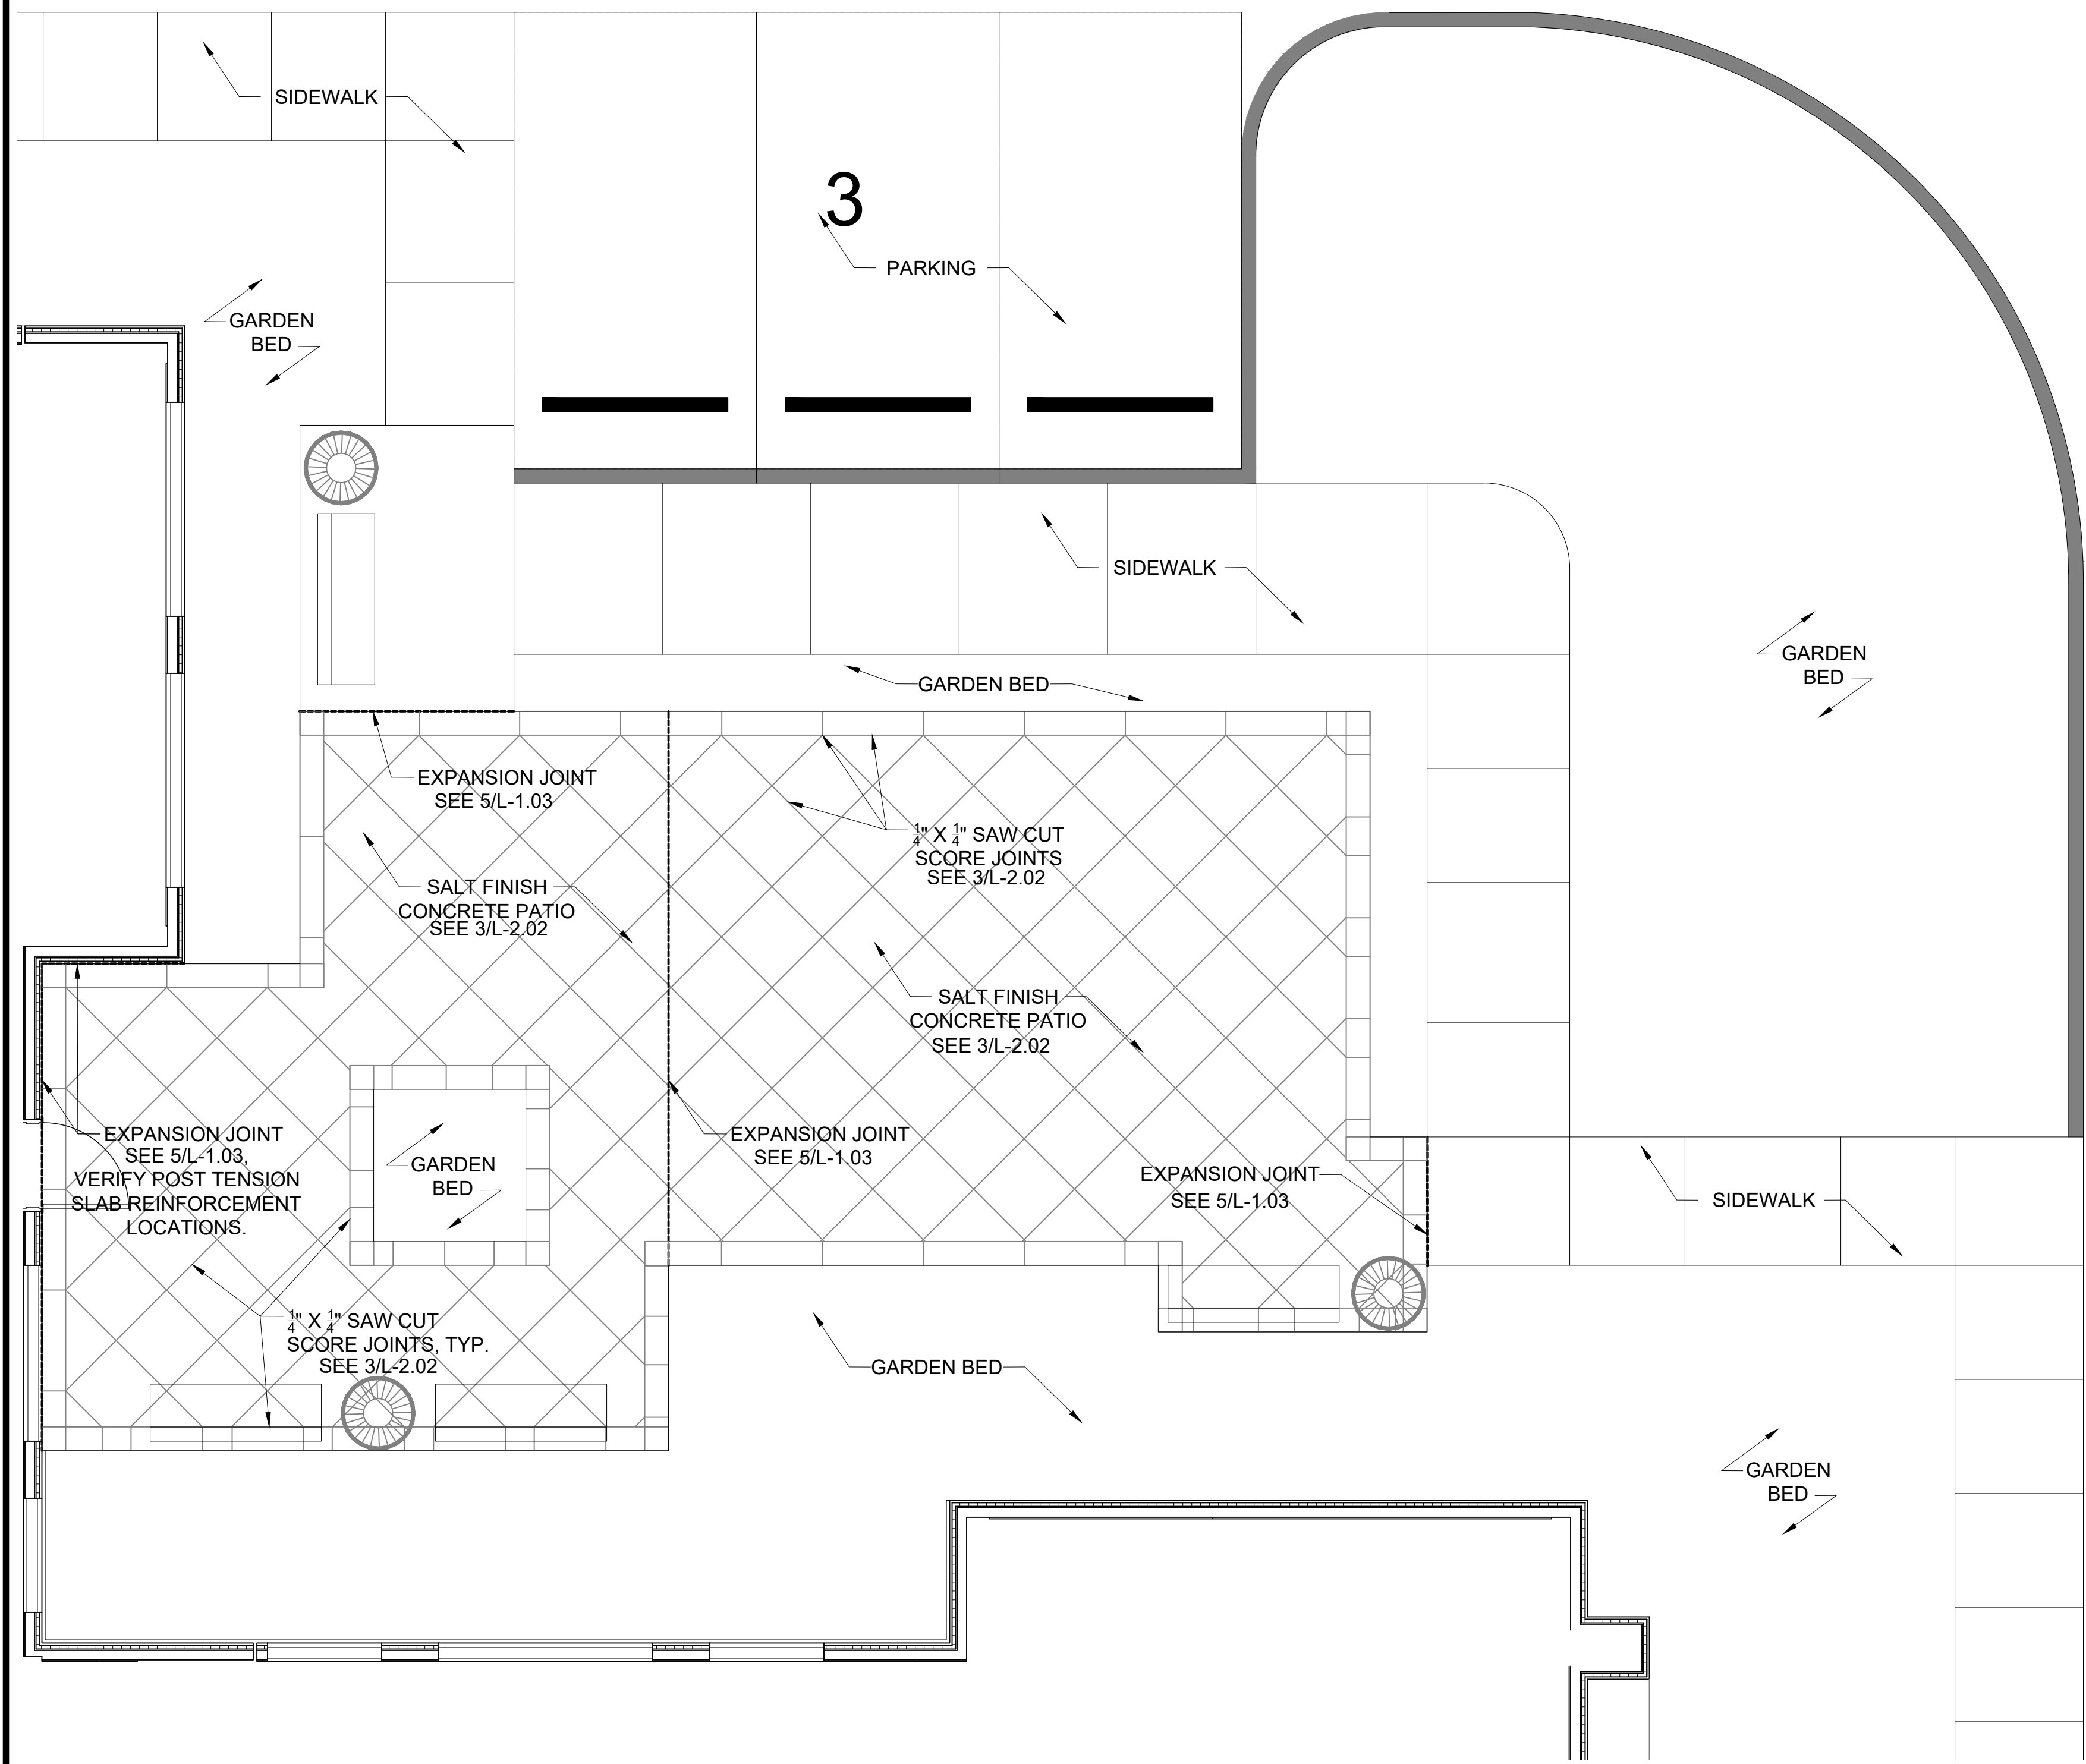 SIDEWALK
3
PARKING
GARDEN
BED
SIDEWALK
GARDEN BED
GARDEN
BED
EXPANSION JOINT
SEE 5/L-1.03
¼" X ¼" SAW CUT
SCORE JOINTS
SEE 3/L-2.02
SALT FINISH
CONCRETE PATIO
SEE 3/L-2.02
SALT FINISH
CONCRETE PATIO
SEE 3/L-2.02
EXPANSION JOINT
SEE 5/L-1.03,
VERIFY POST TENSION
SLAB REINFORCEMENT
LOCATIONS.
GARDEN
BED
EXPANSION JOINT
SEE 5/L-1.03
EXPANSION JOINT
SEE 5/L-1.03
SIDEWALK
¼" X ¼" SAW CUT
SCORE JOINTS, TYP.
SEE 3/L-2.02
GARDEN BED
GARDEN
BED